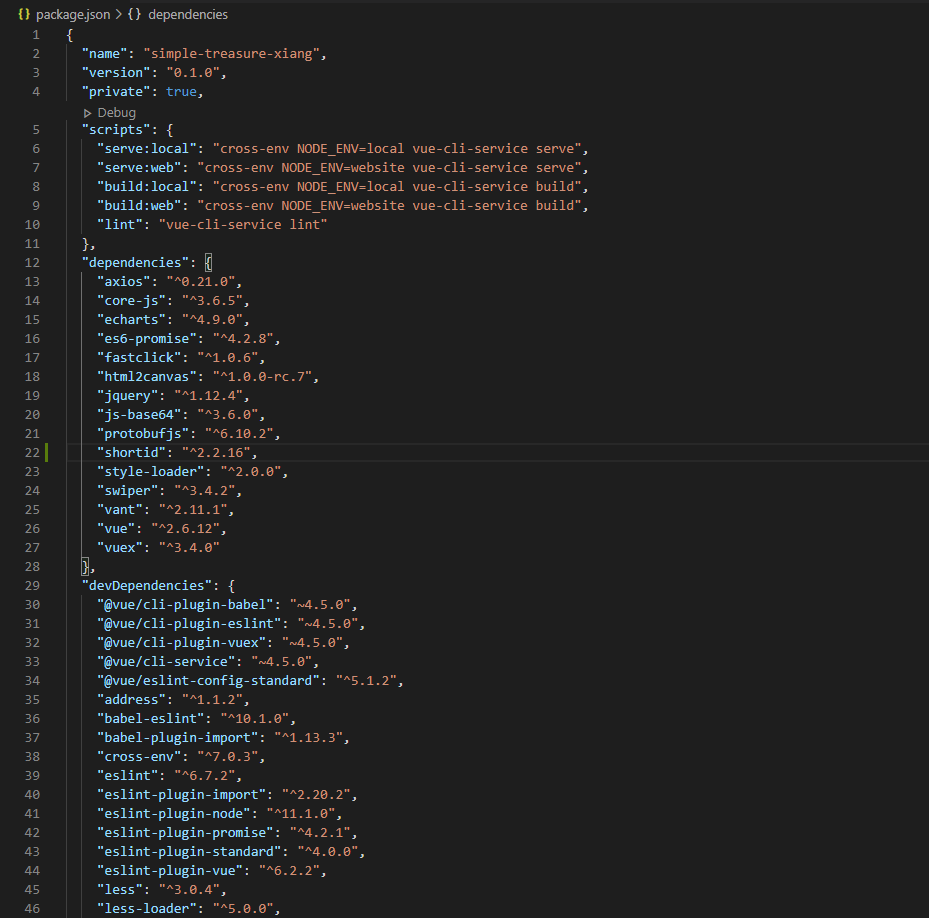 {} package.json > {} dependencies
1 {
2 "name": "simple-treasure-xiang",
3 "version": "0.1.0",
4 "private": true,
Debug
5 "scripts": {
6 "serve:local": "cross-env NODE_ENV=local vue-cli-service serve",
7 "serve:web": "cross-env NODE_ENV=website vue-cli-service serve",
8 "build:local": "cross-env NODE_ENV=local vue-cli-service build",
9 "build:web": "cross-env NODE_ENV=website vue-cli-service build",
10 "lint": "vue-cli-service lint"
11 },
12 "dependencies": {
13 "axios": "^0.21.0",
14 "core-js": "^3.6.5",
15 "echarts": "^4.9.0",
16 "es6-promise": "^4.2.8",
17 "fastclick": "^1.0.6",
18 "html2canvas": "^1.0.0-rc.7",
19 "jquery": "^1.12.4",
20 "js-base64": "^3.6.0",
21 "protobufjs": "^6.10.2",
22 "shortid": "^2.2.16",
23 "style-loader": "^2.0.0",
24 "swiper": "^3.4.2",
25 "vant": "^2.11.1",
26 "vue": "^2.6.12",
27 "vuex": "^3.4.0"
28 },
29 "devDependencies": {
30 "@vue/cli-plugin-babel": "~4.5.0",
31 "@vue/cli-plugin-eslint": "~4.5.0",
32 "@vue/cli-plugin-vuex": "~4.5.0",
33 "@vue/cli-service": "~4.5.0",
34 "@vue/eslint-config-standard": "^5.1.2",
35 "address": "^1.1.2",
36 "babel-eslint": "^10.1.0",
37 "babel-plugin-import": "^1.13.3",
38 "cross-env": "^7.0.3",
39 "eslint": "^6.7.2",
40 "eslint-plugin-import": "^2.20.2",
41 "eslint-plugin-node": "^11.1.0",
42 "eslint-plugin-promise": "^4.2.1",
43 "eslint-plugin-standard": "^4.0.0",
44 "eslint-plugin-vue": "^6.2.2",
45 "less": "^3.0.4",
46 "less-loader": "^5.0.0",